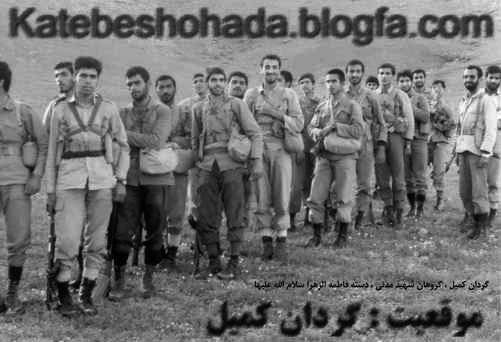 Katebeshohada.blogfa.com
گردان کمیل ، گروهان شهید مدنی ، دسته فاطمه الزهرا سلام الله علیها
موقعیت : گردان کمیل